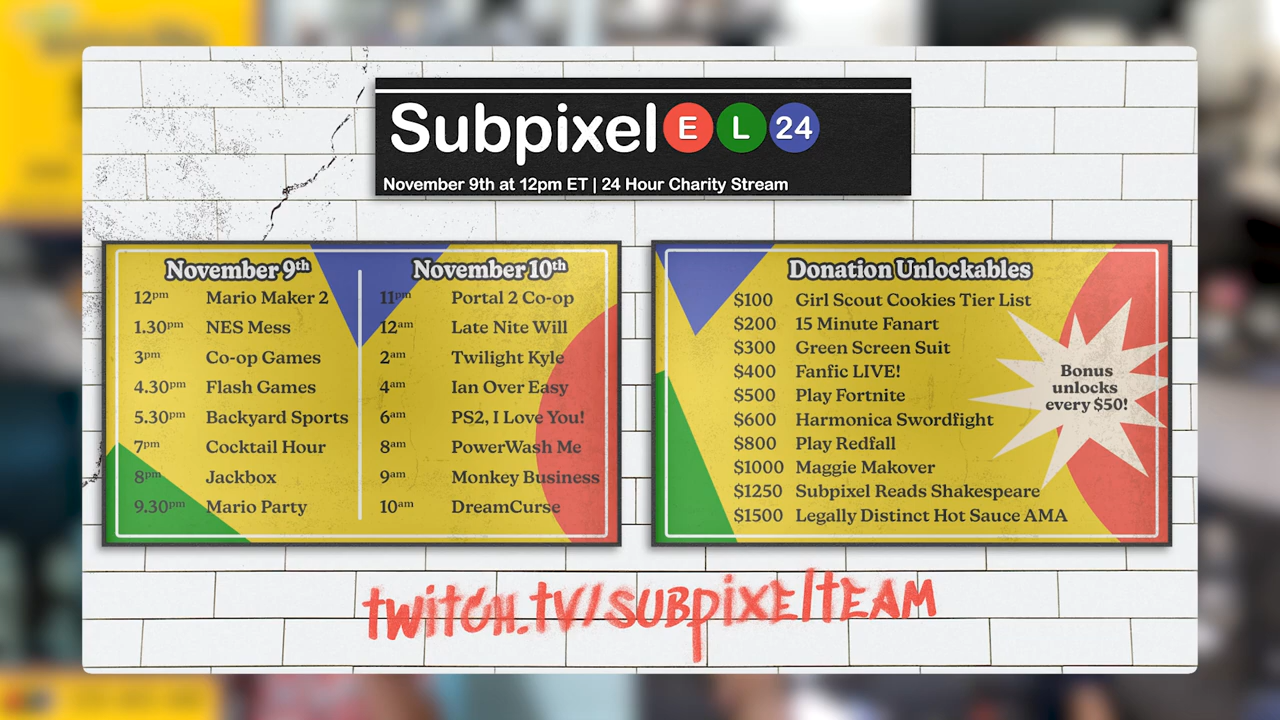 Subpixel E L 24
November 9th at 12pm ET | 24 Hour Charity Stream
November 9th
12pm Mario Maker 2
1.30pm NES Mess
3pm Co-op Games
4.30pm Flash Games
5.30pm Backyard Sports
7pm Cocktail Hour
8pm Jackbox
9.30pm Mario Party
November 10th
11pm Portal 2 Co-op
12am Late Nite Will
2am Twilight Kyle
4am Ian Over Easy
6am PS2, I Love You!
8am PowerWash Me
9am Monkey Business
10am DreamCurse
Donation Unlockables
$100 Girl Scout Cookies Tier List
$200 15 Minute Fanart
$300 Green Screen Suit
$400 Fanfic LIVE!
$500 Play Fortnite
$600 Harmonica Swordfight
$800 Play Redfall
$1000 Maggie Makover
$1250 Subpixel Reads Shakespeare
$1500 Legally Distinct Hot Sauce AMA
Bonus
unlocks
every $50!
twitch.tv/subpixelteam